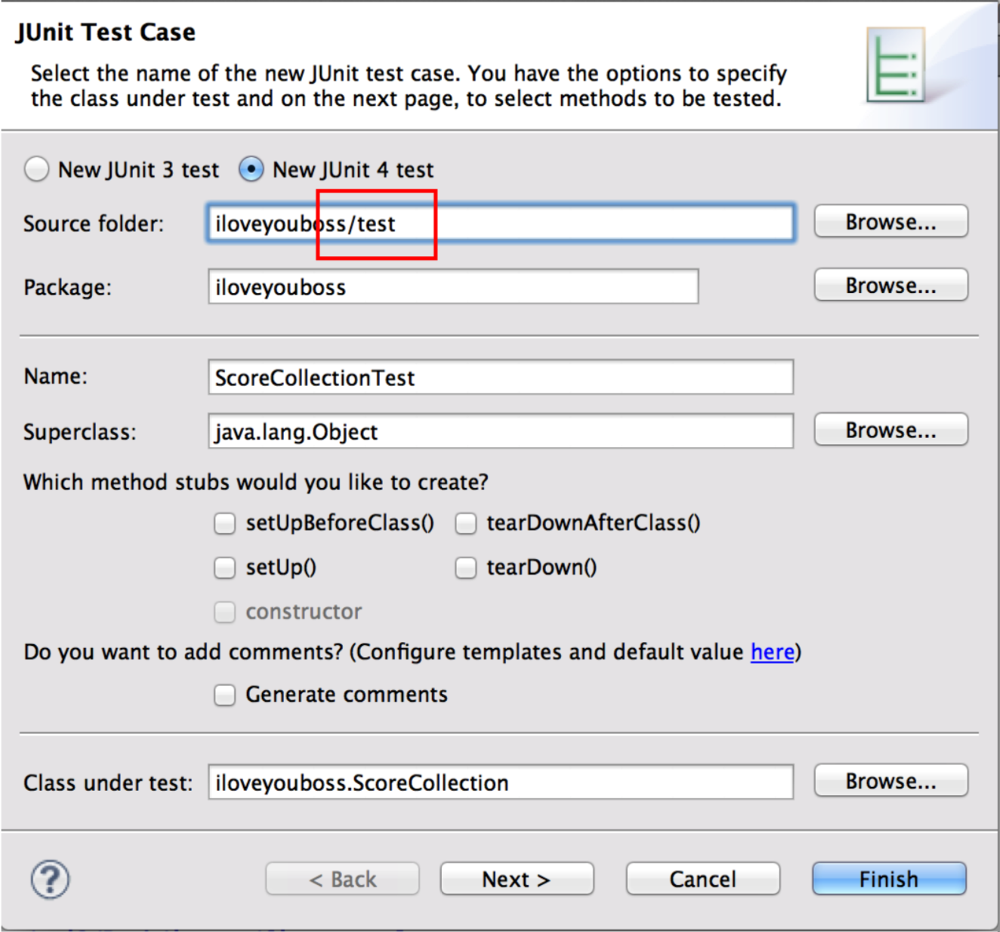 JUnit Test Case
Select the name of the new JUnit test case. You have the options to specify
the class under test and on the next page, to select methods to be tested.
New JUnit 3 test New JUnit 4 test
Source folder: iloveyouboss/test Browse...
Package: iloveyouboss Browse...
Name: ScoreCollectionTest
Superclass: java.lang.Object Browse...
Which method stubs would you like to create?
setUpBeforeClass() tearDownAfterClass()
setUp() tearDown()
constructor
Do you want to add comments? (Configure templates and default value here)
Generate comments
Class under test: iloveyouboss.ScoreCollection Browse...
? < Back Next > Cancel Finish